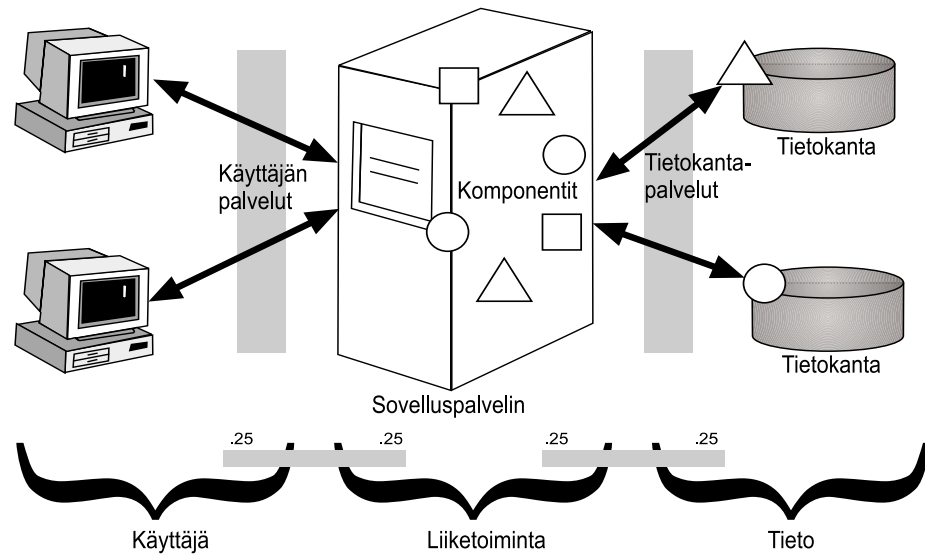 Käyttäjän
palvelut
Komponentit
Tietokanta-
palvelut
Tietokanta
Tietokanta
Sovelluspalvelin
.25
.25
.25
.25
Käyttäjä
Liiketoiminta
Tieto